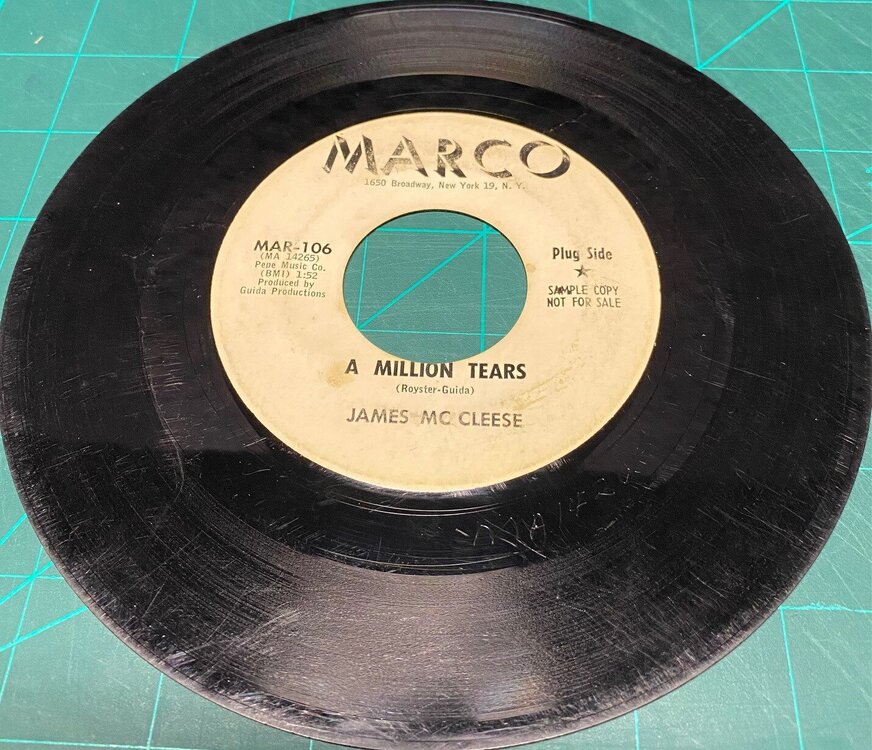 MARCO
1650 Broadway, New York 19, N. Y.
MAR-106
(MA 14265)
Pepe Music Co.
(BMI) 1:52
Produced by
Guida Productions
Plug Side
SAMPLE COPY
NOT FOR SALE
A MILLION TEARS
(Royster-Guida)
JAMES MC CLEESE